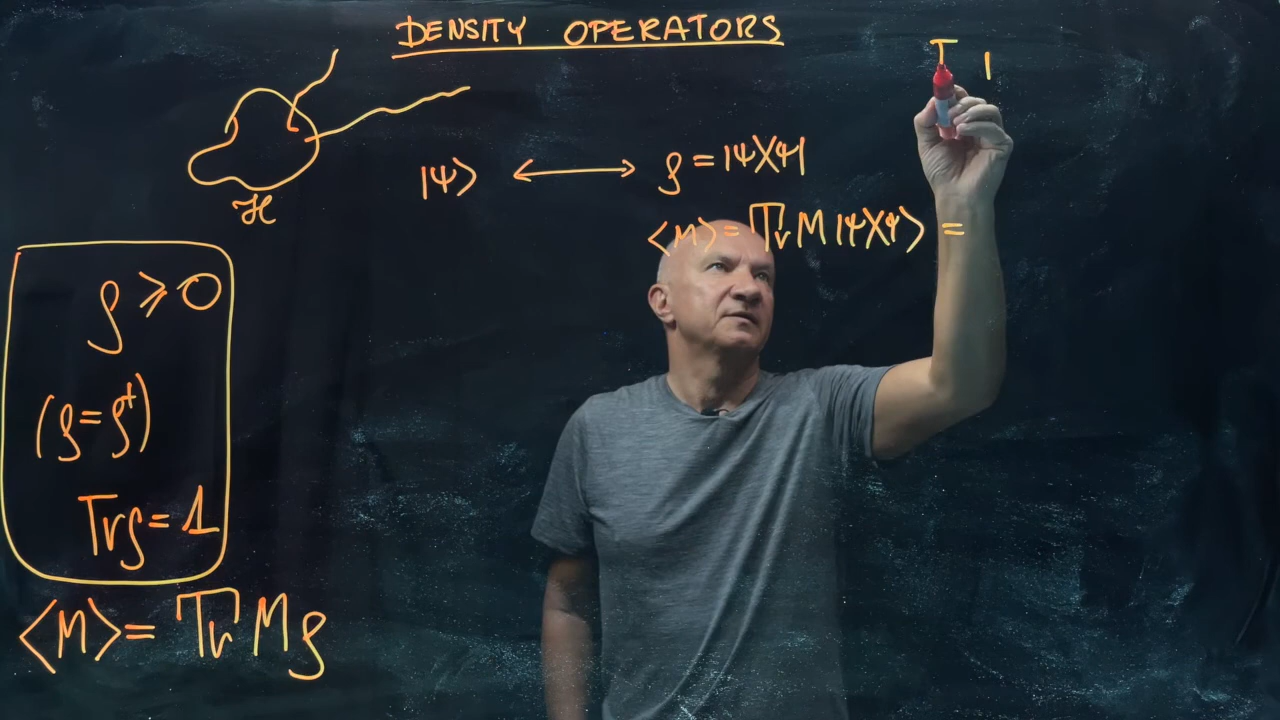 DENSITY OPERATORS
T |
|Ψ⟩ ⟷ ρ = |Ψ⟩⟨Ψ|
ℋ
⟨M⟩ = Tr M |Ψ⟩⟨Ψ⟩ =
ρ ⩾ 0
(ρ = ρ†)
Tr ρ = 1
⟨M⟩ = Tr M ρ